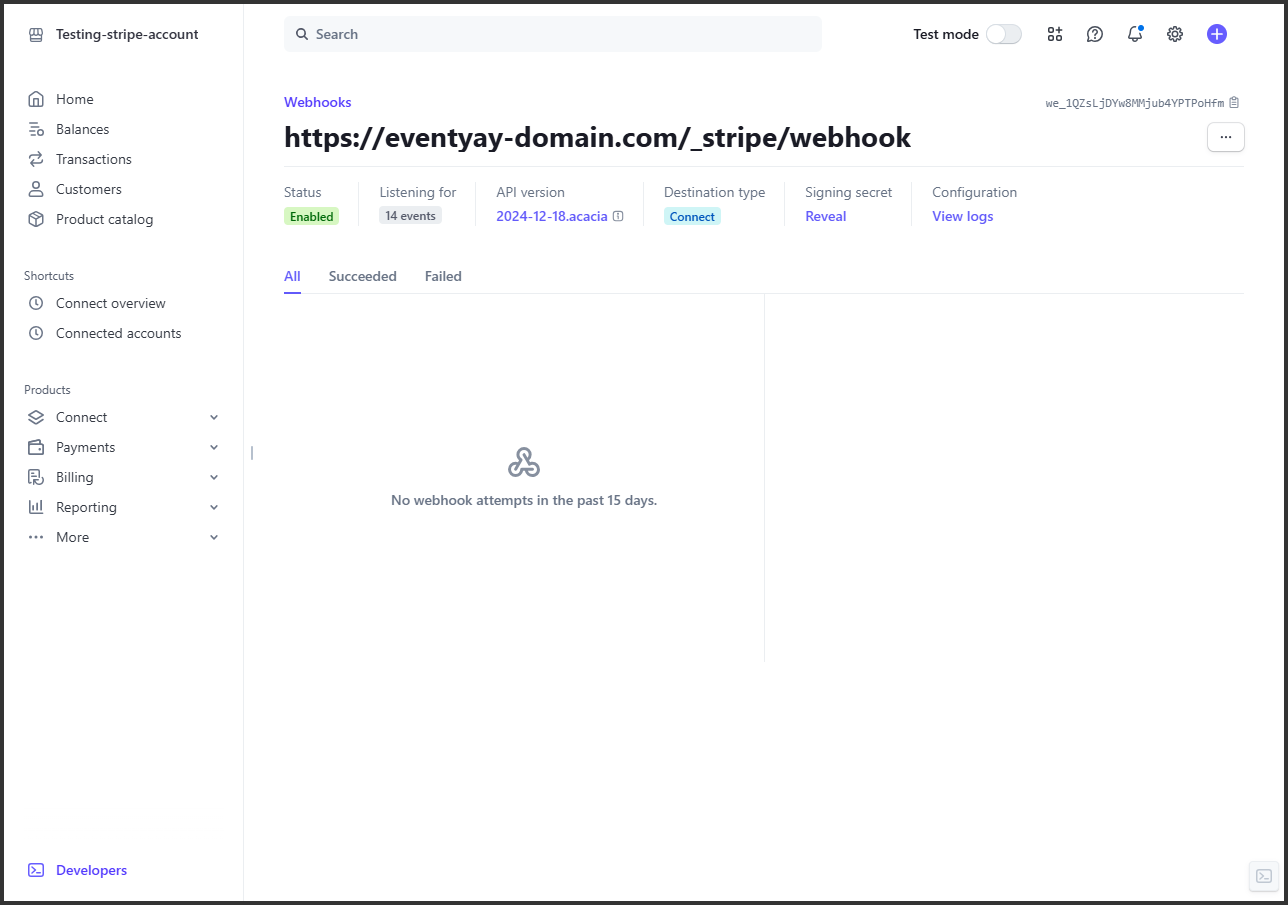 Testing-stripe-account
Search
Test mode
Home
Balances
Transactions
Customers
Product catalog
Shortcuts
Connect overview
Connected accounts
Products
Connect
Payments
Billing
Reporting
More
Developers
Webhooks
we_1QZsLjDYw8MMjub4YPTPoHfm
https://eventyay-domain.com/_stripe/webhook
Status
Enabled
Listening for
14 events
API version
2024-12-18.acacia
Destination type
Connect
Signing secret
Reveal
Configuration
View logs
All Succeeded Failed
No webhook attempts in the past 15 days.